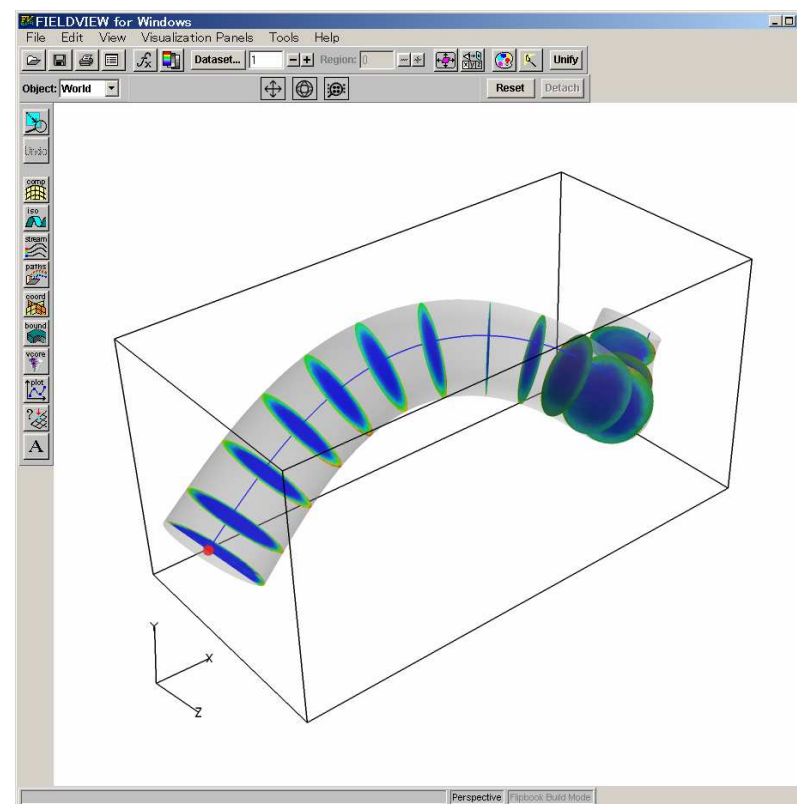 FIELDVIEW for Windows
File Edit View Visualization Panels Tools Help
Dataset... 1 Region: 0 Unify
Object: World Reset Detach
Undo
comp
iso
stream
paths
coord
bound
vcore
plot
A
Y
X
Z
Perspective Flipbook Build Mode